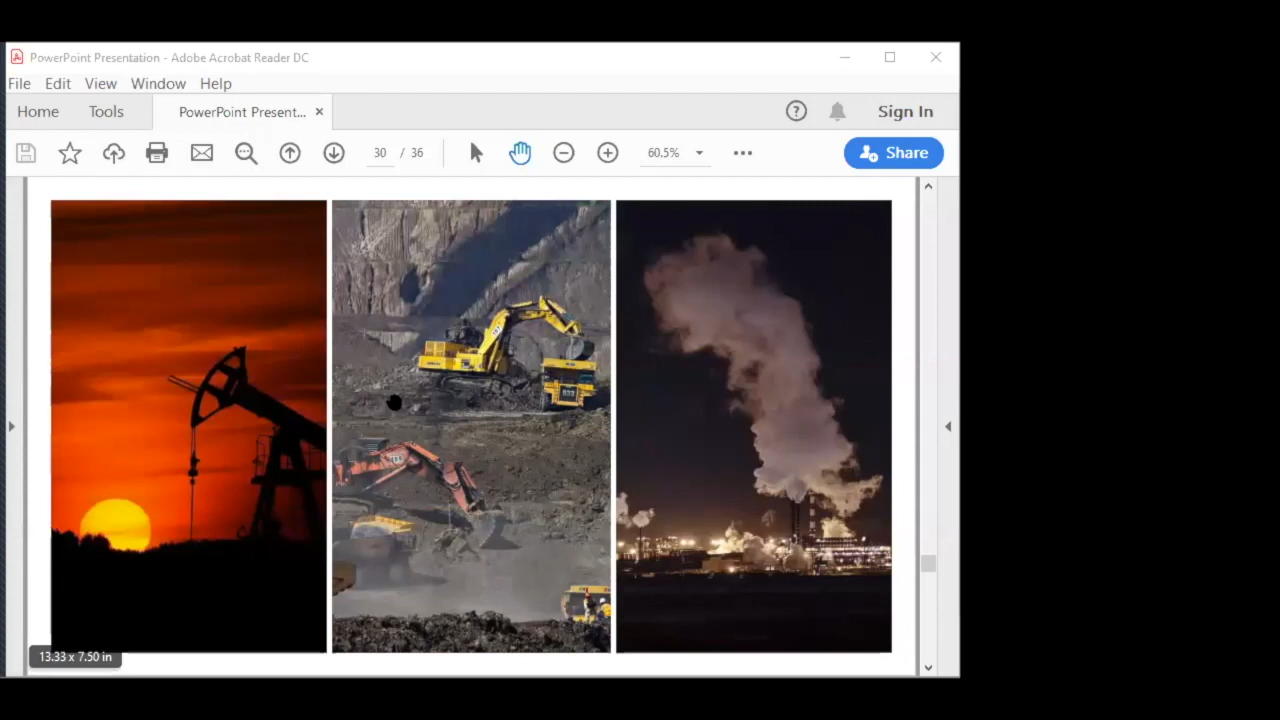 PowerPoint Presentation - Adobe Acrobat Reader DC
File Edit View Window Help
Home Tools PowerPoint Present... Sign In
30 / 36 60.5% Share
13.33 x 7.50 in